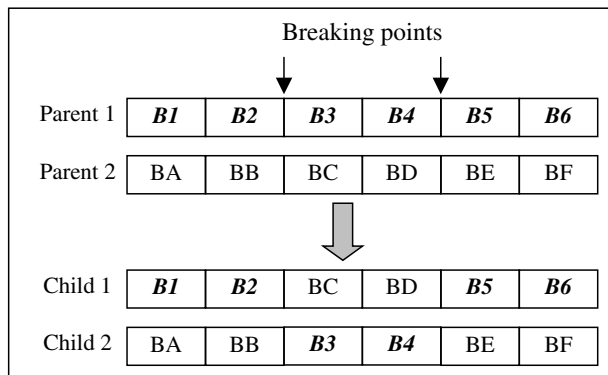 Breaking points
Parent 1 B1 B2 B3 B4 B5 B6
Parent 2 BA BB BC BD BE BF
Child 1 B1 B2 BC BD B5 B6
Child 2 BA BB B3 B4 BE BF